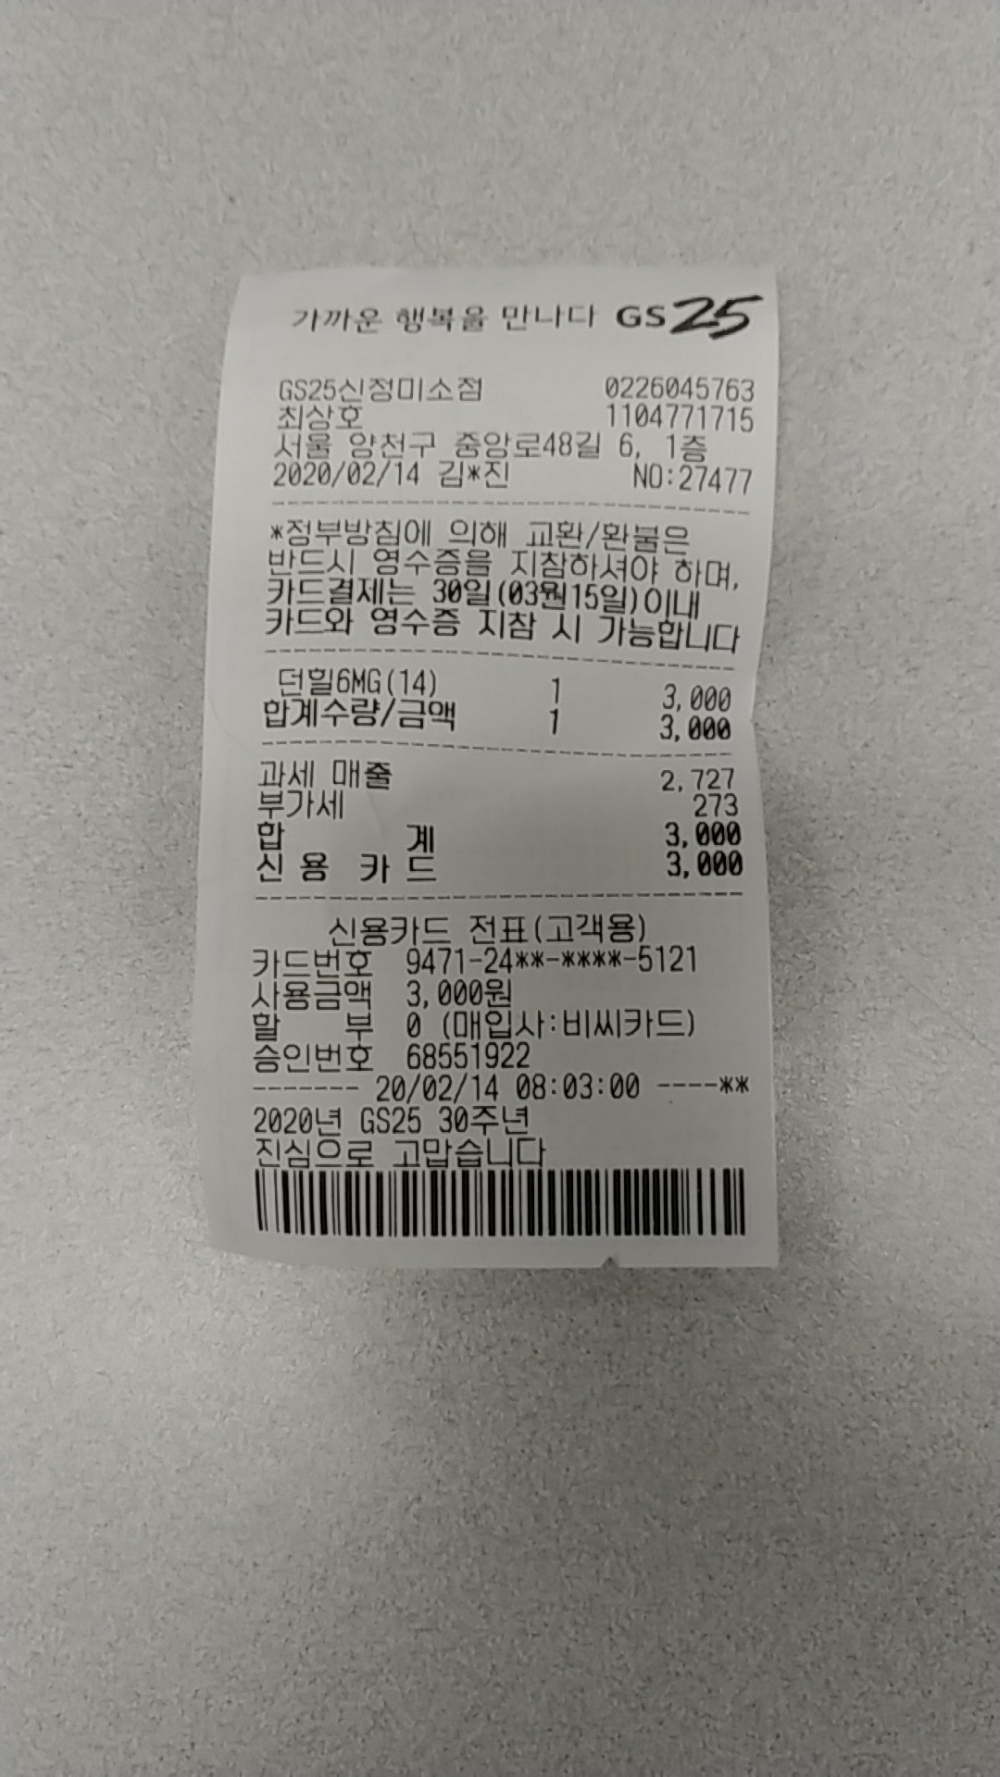 가까운 행복을 만나다 GS25
GS25신정미소점 0226045763
최상호 1104771715
서울 양천구 중앙로48길 6, 1층
2020/02/14 김*진 NO:27477
*정부방침에 의해 교환/환불은
반드시 영수증을 지참하셔야 하며,
카드결제는 30일(03월15일)이내
카드와 영수증 지참 시 가능합니다
던힐6MG(14) 1 3,000
합계수량/금액 1 3,000
과세 매출 2,727
부가세 273
합 계 3,000
신 용 카 드 3,000
신용카드 전표(고객용)
카드번호 9471-24**-****-5121
사용금액 3,000원
할 부 0 (매입사:비씨카드)
승인번호 68551922
------- 20/02/14 08:03:00 ----**
2020년 GS25 30주년
진심으로 고맙습니다